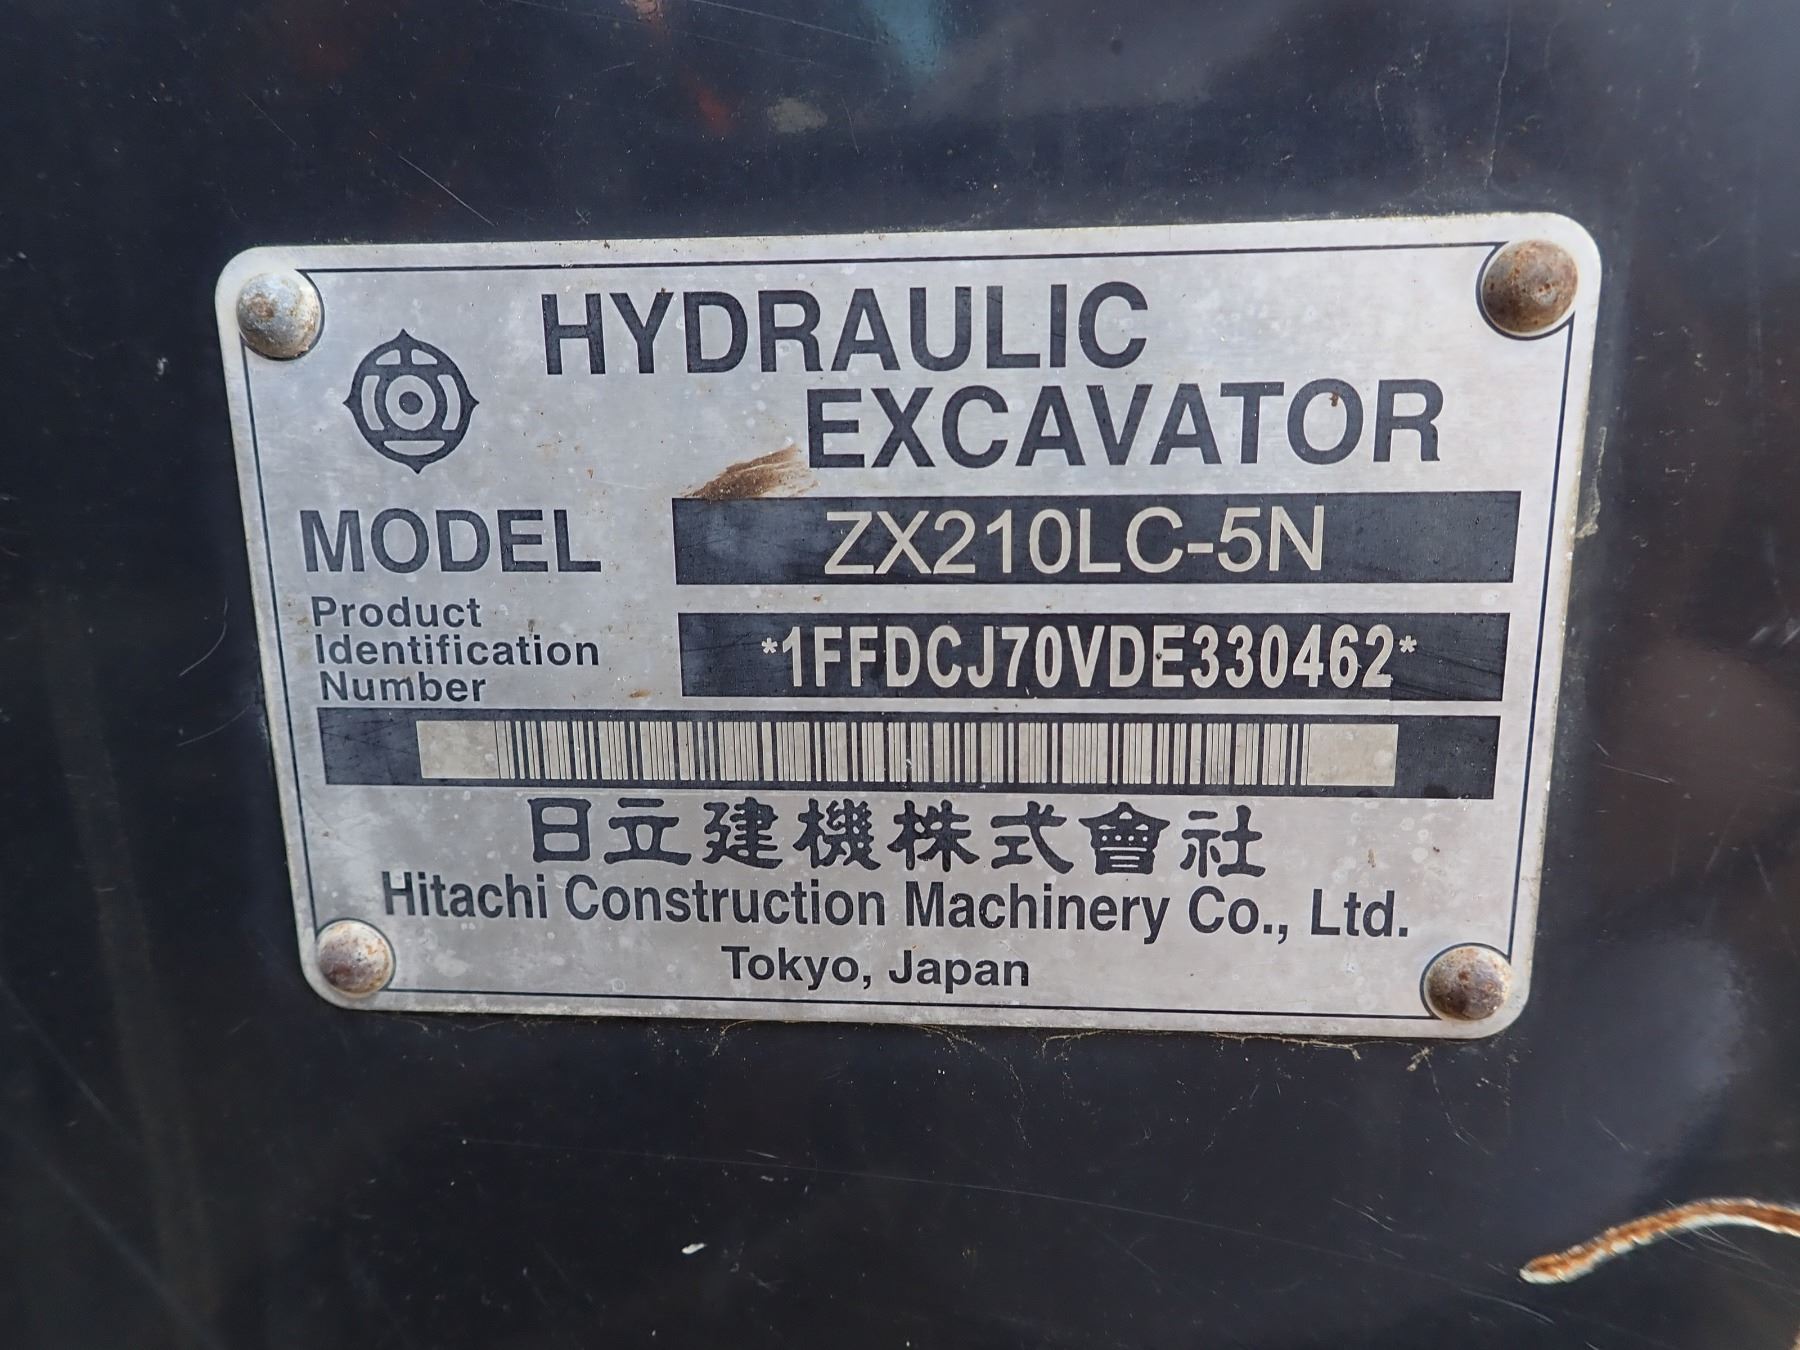 HYDRAULIC
EXCAVATOR
MODEL ZX210LC-5N
Product
Identification
Number
*1FFDCJ70VDE330462*
日立建機株式會社
Hitachi Construction Machinery Co., Ltd.
Tokyo, Japan